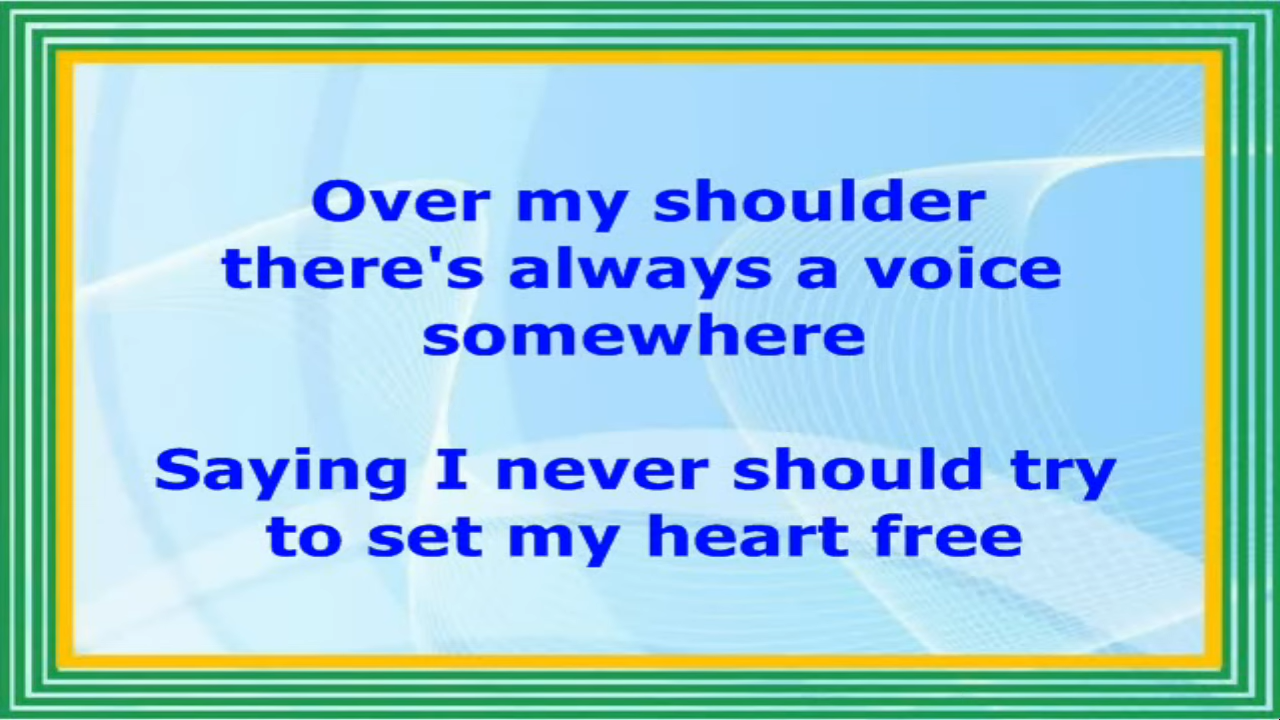 Over my shoulder
there's always a voice
somewhere
Saying I never should try
to set my heart free